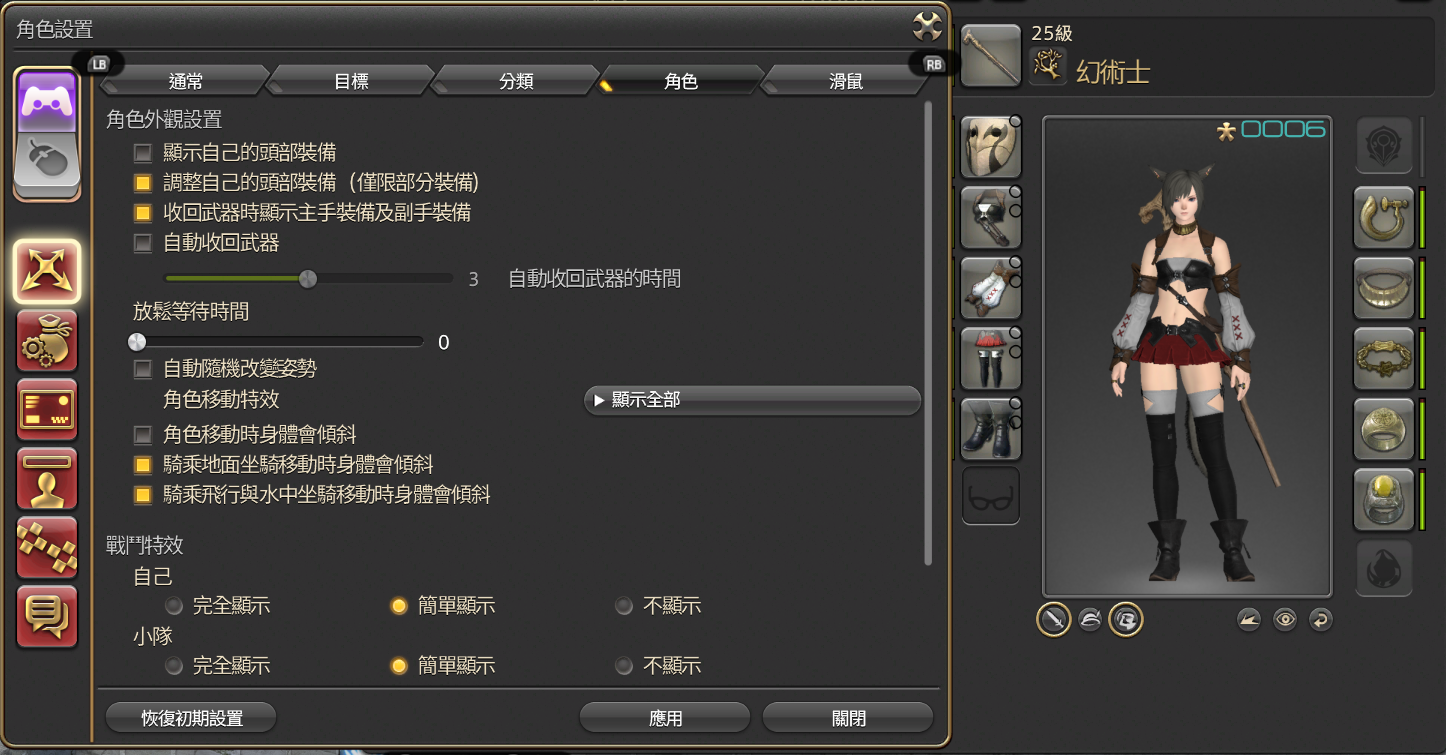 角色設置
LB
通常
目標
分類
角色
滑鼠
RB
角色外觀設置
顯示自己的頭部裝備
調整自己的頭部裝備（僅限部分裝備）
收回武器時顯示主手裝備及副手裝備
自動收回武器
3 自動收回武器的時間
放鬆等待時間
0
自動隨機改變姿勢
角色移動特效
顯示全部
角色移動時身體會傾斜
騎乘地面坐騎移動時身體會傾斜
騎乘飛行與水中坐騎移動時身體會傾斜
戰鬥特效
自己
完全顯示 簡單顯示 不顯示
小隊
完全顯示 簡單顯示 不顯示
恢復初期設置 應用 關閉
25級
幻術士
0006